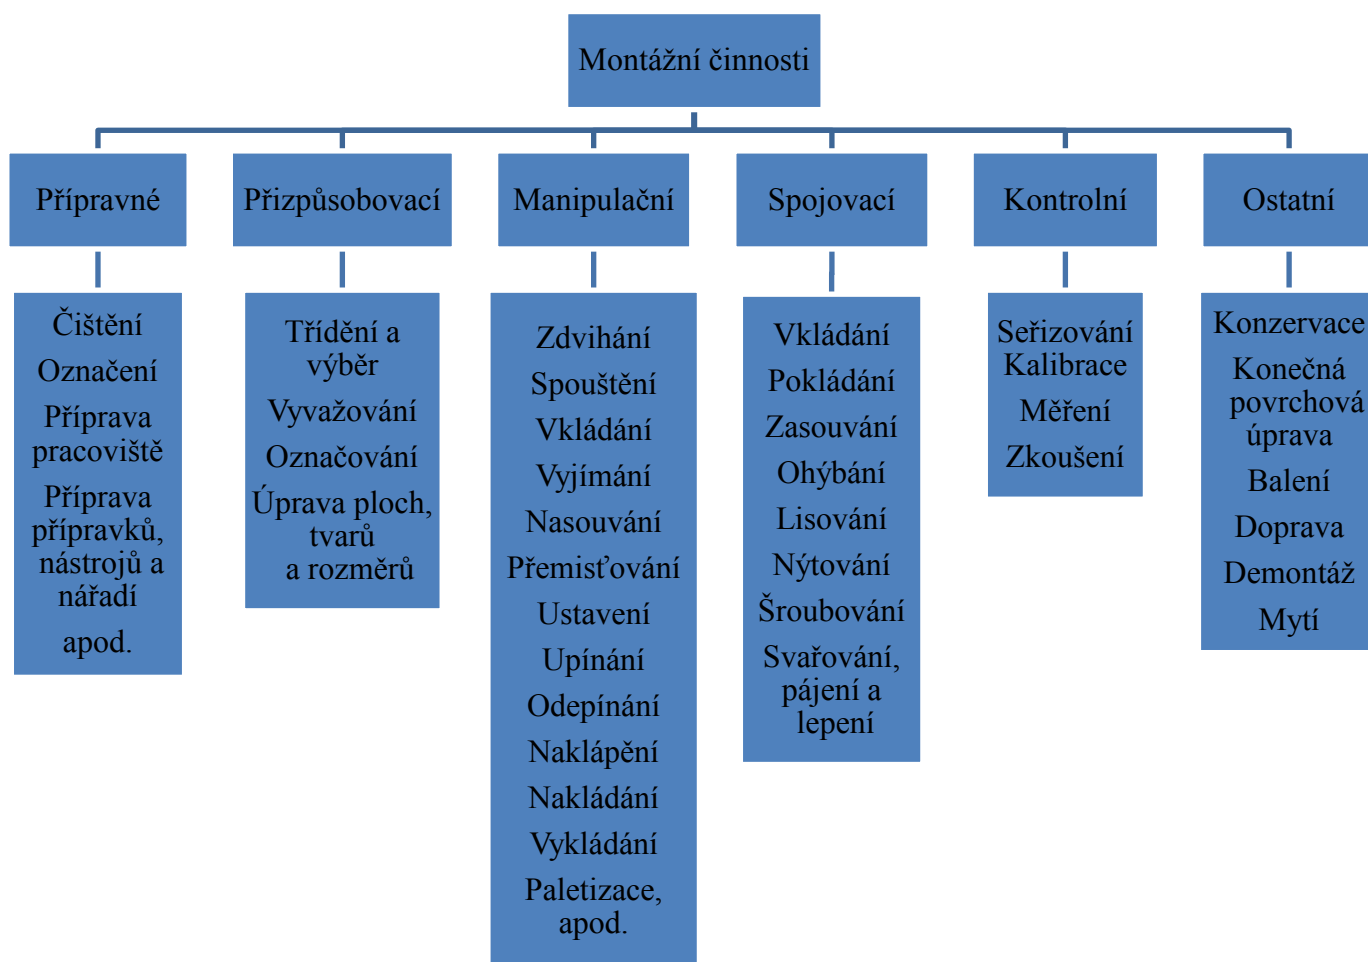 Montážní činnosti
Přípravné
Přizpůsobovací
Manipulační
Spojovací
Kontrolní
Ostatní
Čištění
Označení
Příprava
pracoviště
Příprava
přípravků,
nástrojů a
nářadí
apod.
Třídění a
výběr
Vyvažování
Označování
Úprava ploch,
tvarů
a rozměrů
Zdvihání
Spouštění
Vkládání
Vyjímání
Nasouvání
Přemisťování
Ustavení
Upínání
Odepínání
Naklápění
Nakládání
Vykládání
Paletizace,
apod.
Vkládání
Pokládání
Zasouvání
Ohýbání
Lisování
Nýtování
Šroubování
Svařování,
pájení a
lepení
Seřizování
Kalibrace
Měření
Zkoušení
Konzervace
Konečná
povrchová
úprava
Balení
Doprava
Demontáž
Mytí